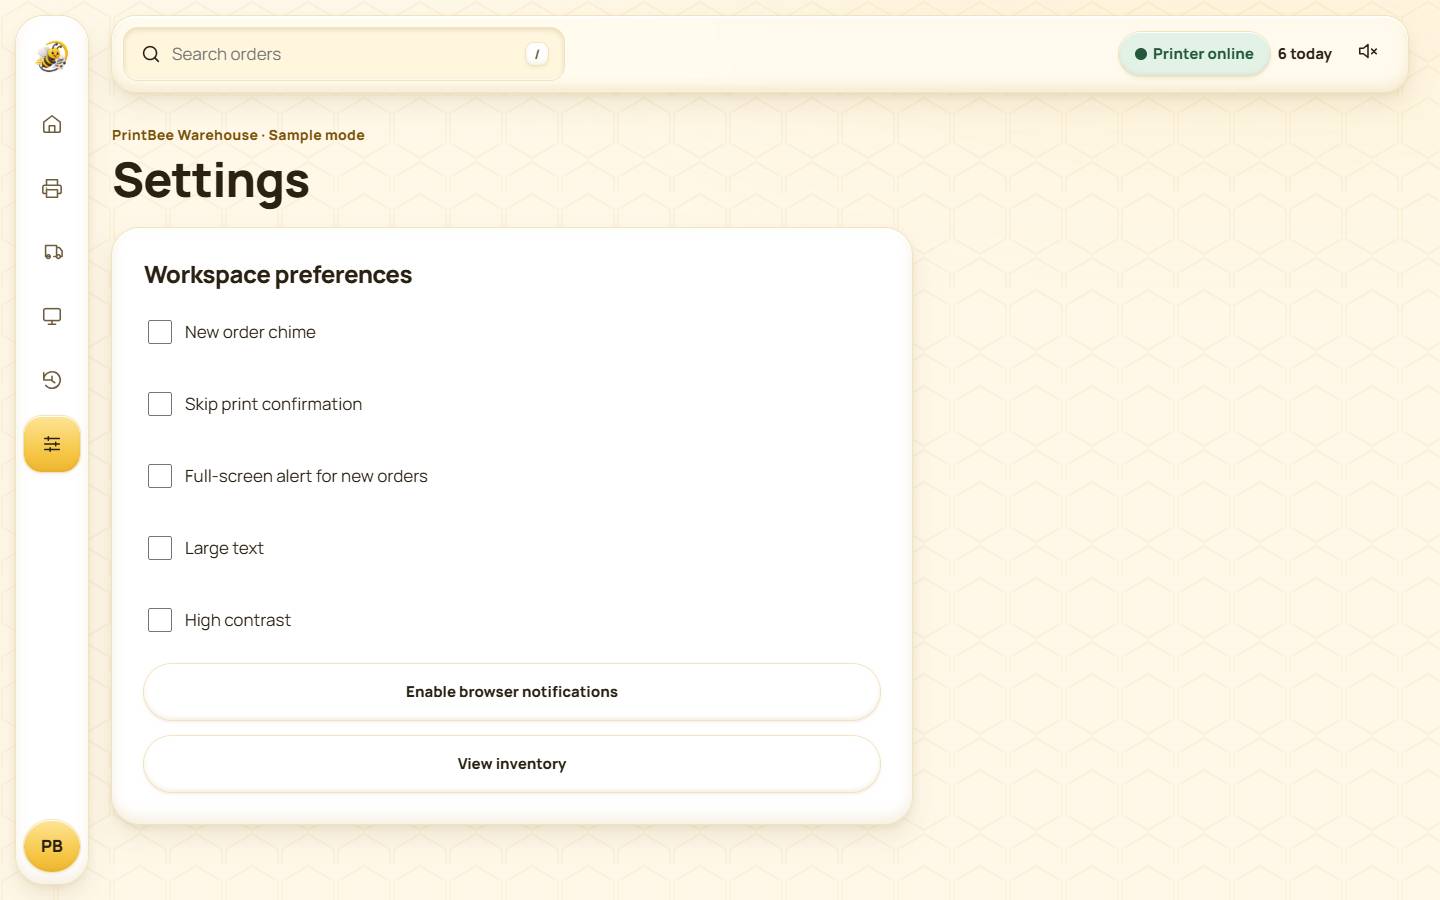 Search orders
/
Printer online
6 today
PrintBee Warehouse · Sample mode
Settings
Workspace preferences
New order chime
Skip print confirmation
Full-screen alert for new orders
Large text
High contrast
Enable browser notifications
View inventory
PB